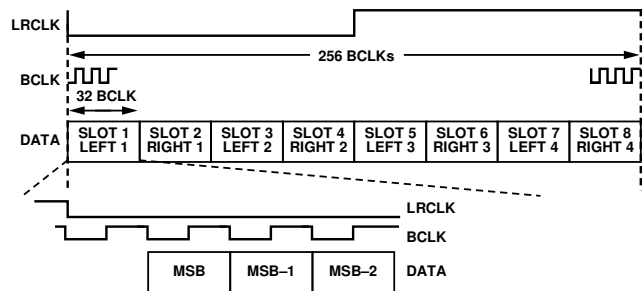 LRCLK
256 BCLKs
BCLK
32 BCLK
DATA
SLOT 1 LEFT 1
SLOT 2 RIGHT 1
SLOT 3 LEFT 2
SLOT 4 RIGHT 2
SLOT 5 LEFT 3
SLOT 6 RIGHT 3
SLOT 7 LEFT 4
SLOT 8 RIGHT 4
LRCLK
BCLK
MSB MSB–1 MSB–2 DATA